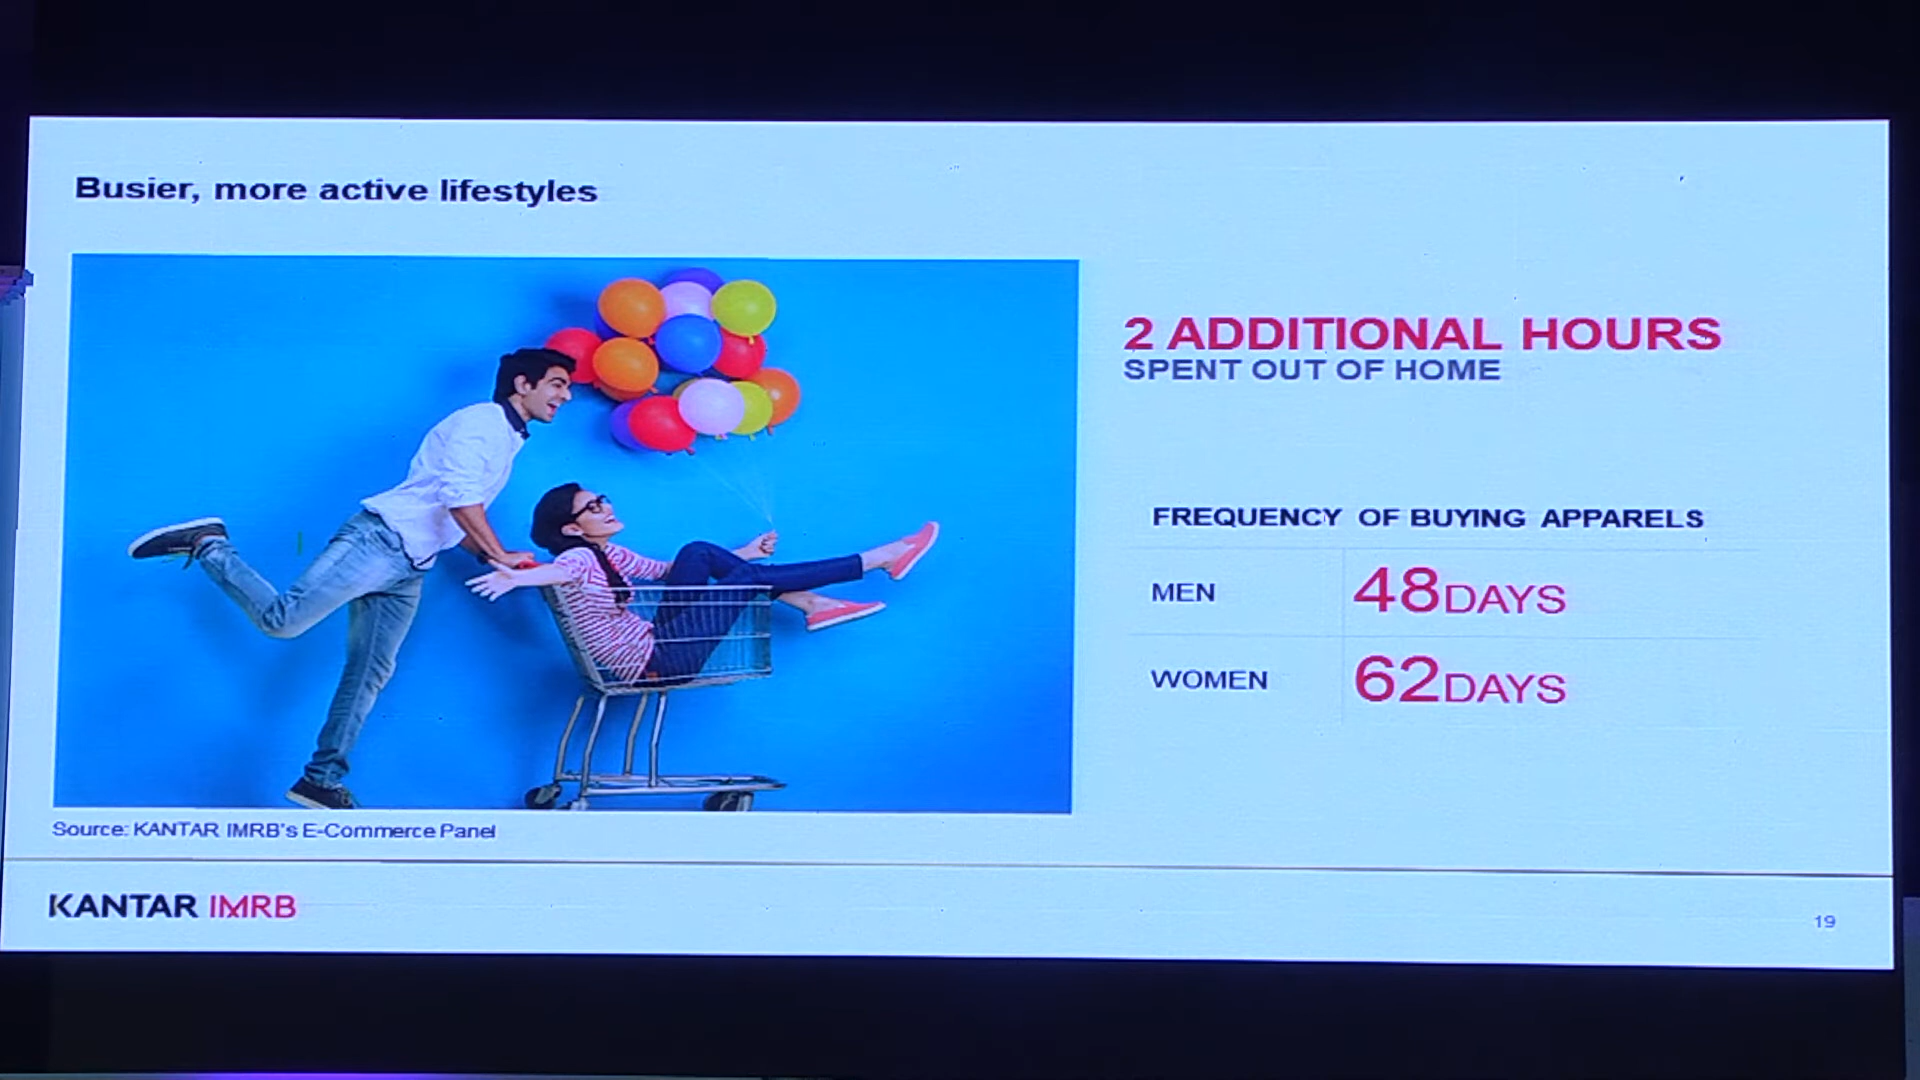 Busier, more active lifestyles
2 ADDITIONAL HOURS
SPENT OUT OF HOME
FREQUENCY OF BUYING APPARELS
MEN 48DAYS
WOMEN 62DAYS
Source: KANTAR IMRB's E-Commerce Panel
KANTAR IMRB
19